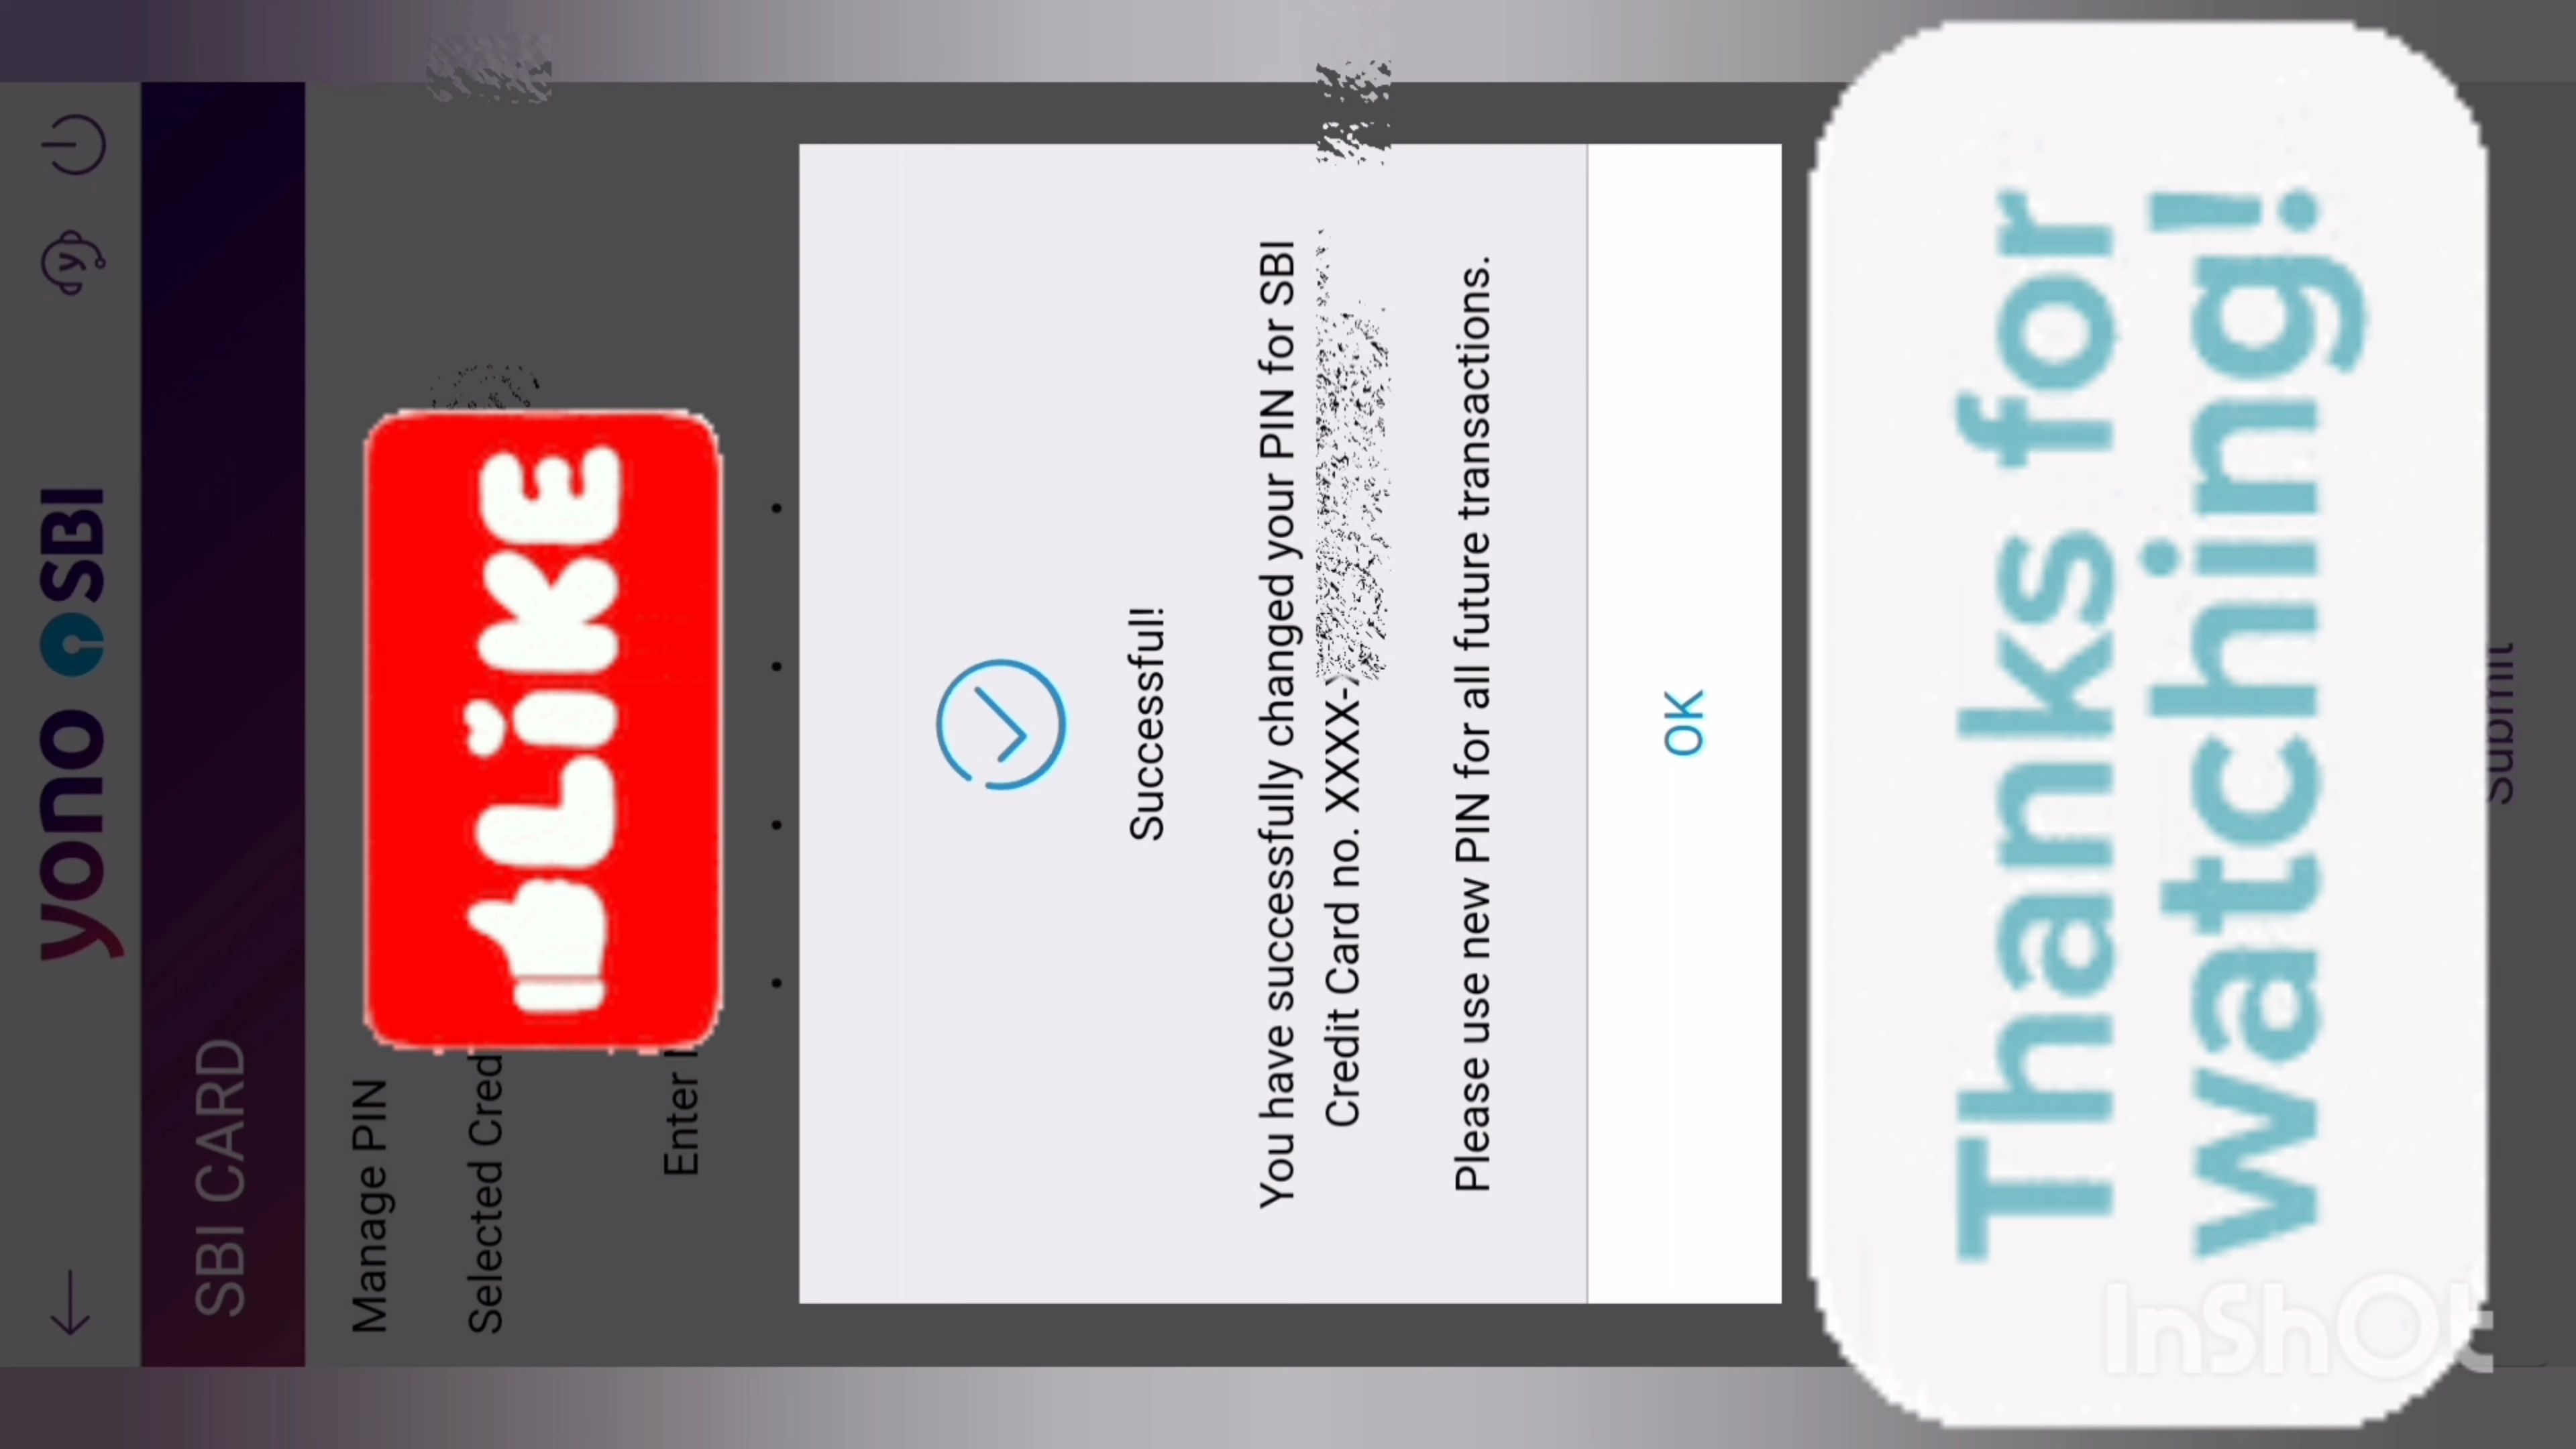 yono SBI
SBI CARD
Manage PIN
Selected Cred
Enter
LiKE
Successful!
You have successfully changed your PIN for SBI
Credit Card no. XXXX-
Please use new PIN for all future transactions.
OK
Thanks for
watching!
Submit
InShOt